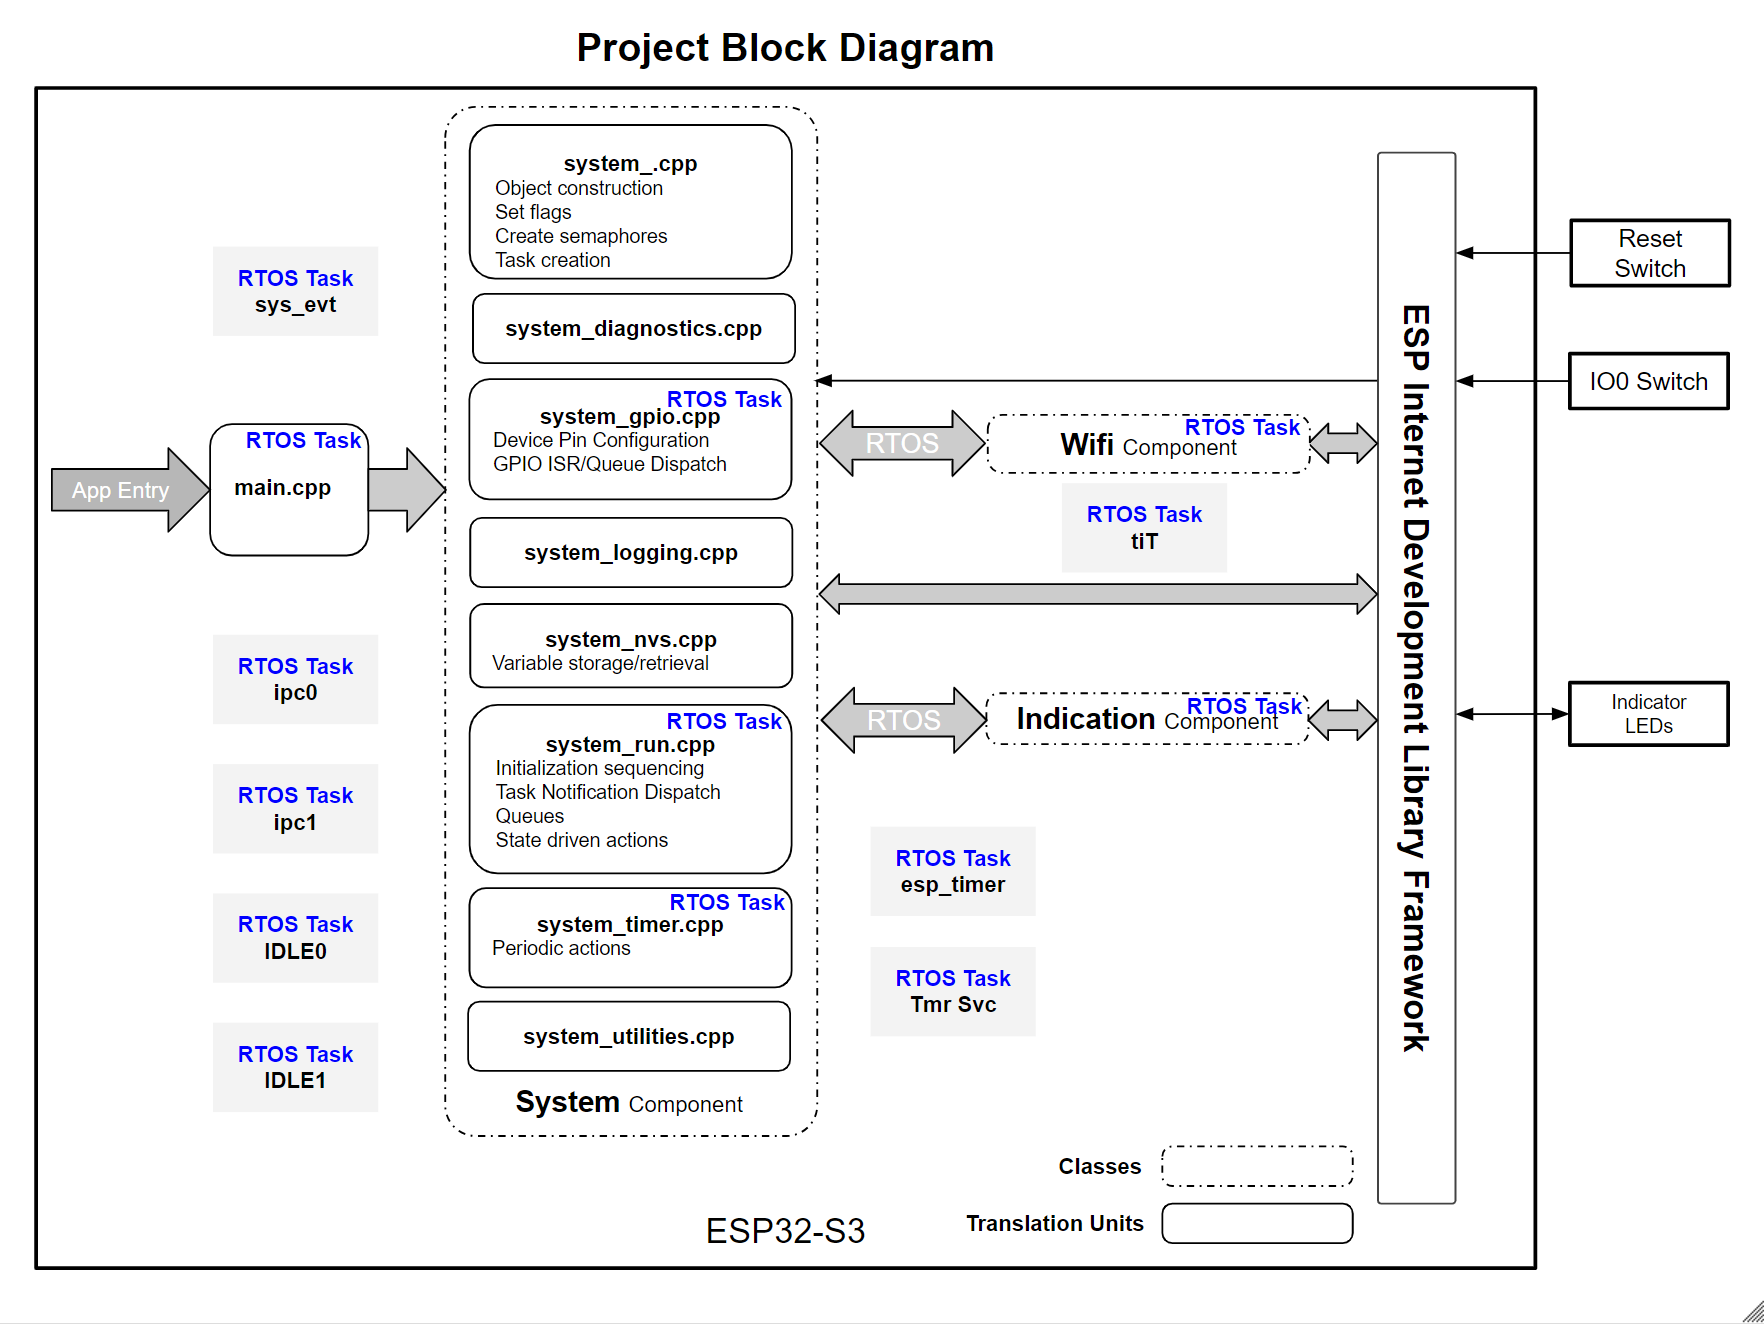 Project Block Diagram
system_.cpp
Object construction
Set flags
Create semaphores
Task creation
RTOS Task
sys_evt
system_diagnostics.cpp
RTOS Task
system_gpio.cpp
Device Pin Configuration
GPIO ISR/Queue Dispatch
App Entry
RTOS Task
main.cpp
system_logging.cpp
system_nvs.cpp
Variable storage/retrieval
RTOS Task
system_run.cpp
Initialization sequencing
Task Notification Dispatch
Queues
State driven actions
RTOS Task
system_timer.cpp
Periodic actions
system_utilities.cpp
System Component
RTOS Task
ipc0
RTOS Task
ipc1
RTOS Task
IDLE0
RTOS Task
IDLE1
RTOS
RTOS Task
Wifi Component
RTOS Task
tiT
RTOS
RTOS Task
Indication Component
RTOS Task
esp_timer
RTOS Task
Tmr Svc
ESP Internet Development Library Framework
Reset
Switch
IO0 Switch
Indicator
LEDs
Classes
Translation Units
ESP32-S3